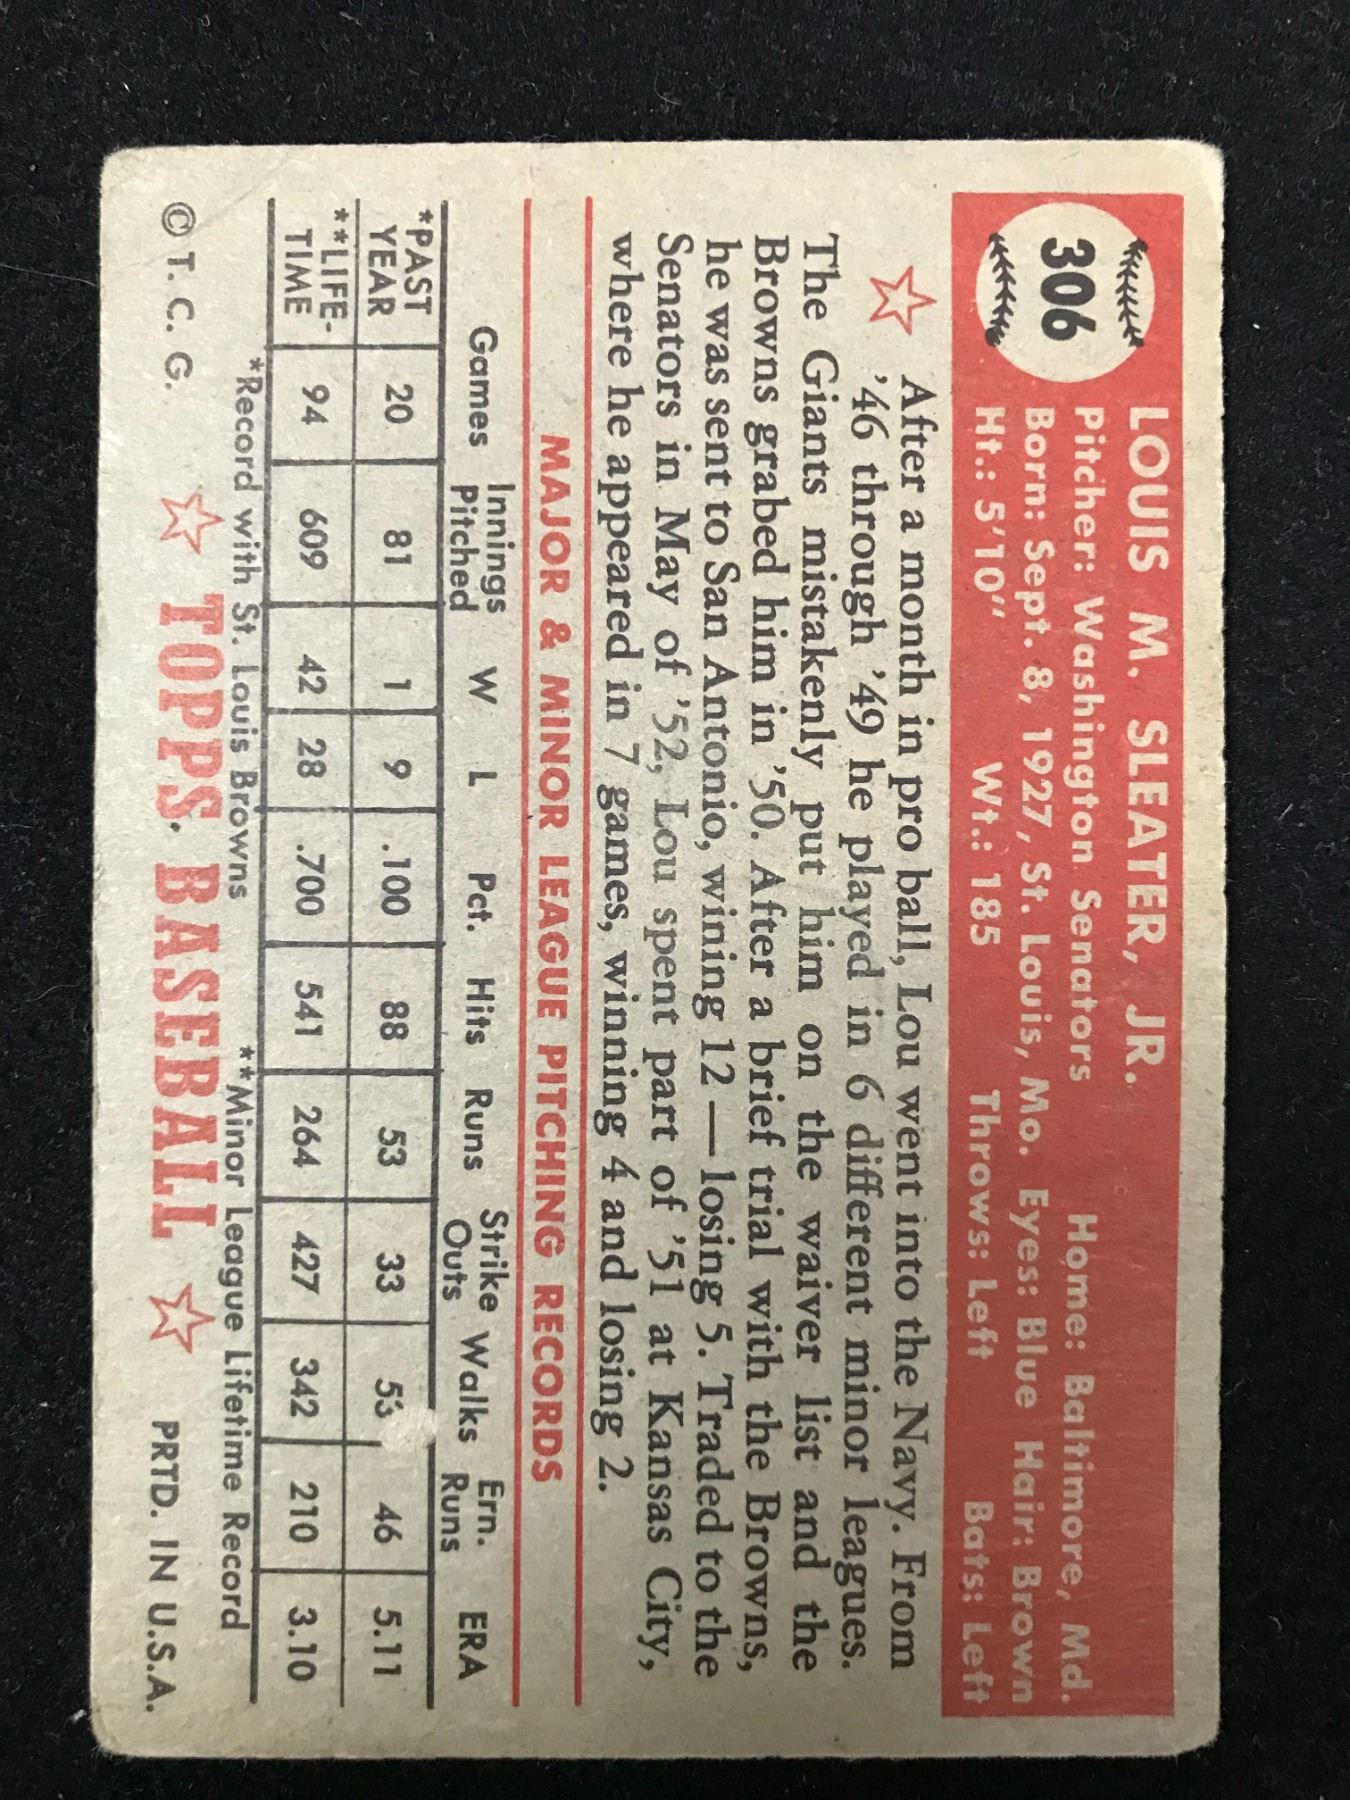 306
LOUIS M. SLEATER, JR.
Pitcher: Washington Senators Home: Baltimore, Md.
Born: Sept. 8, 1927, St. Louis, Mo. Eyes: Blue Hair: Brown
Ht.: 5'10" Wt.: 185 Throws: Left Bats: Left
After a month in pro ball, Lou went into the Navy. From
'46 through '49 he played in 6 different minor leagues.
The Giants mistakenly put him on the waiver list and the
Browns grabed him in '50. After a brief trial with the Browns,
he was sent to San Antonio, wining 12—losing 5. Traded to the
Senators in May of '52, Lou spent part of '51 at Kansas City,
where he appeared in 7 games, winning 4 and losing 2.
MAJOR & MINOR LEAGUE PITCHING RECORDS
Games Innings Pitched W L Pct. Hits Runs Strike Outs Walks Ern. Runs ERA
*PAST YEAR 20 81 1 9 .100 88 53 33 53 46 5.11
**LIFE-TIME 94 609 42 28 .700 541 264 427 342 210 3.10
*Record with St. Louis Browns **Minor League Lifetime Record
© T. C. G. TOPPS BASEBALL PRTD. IN U.S.A.